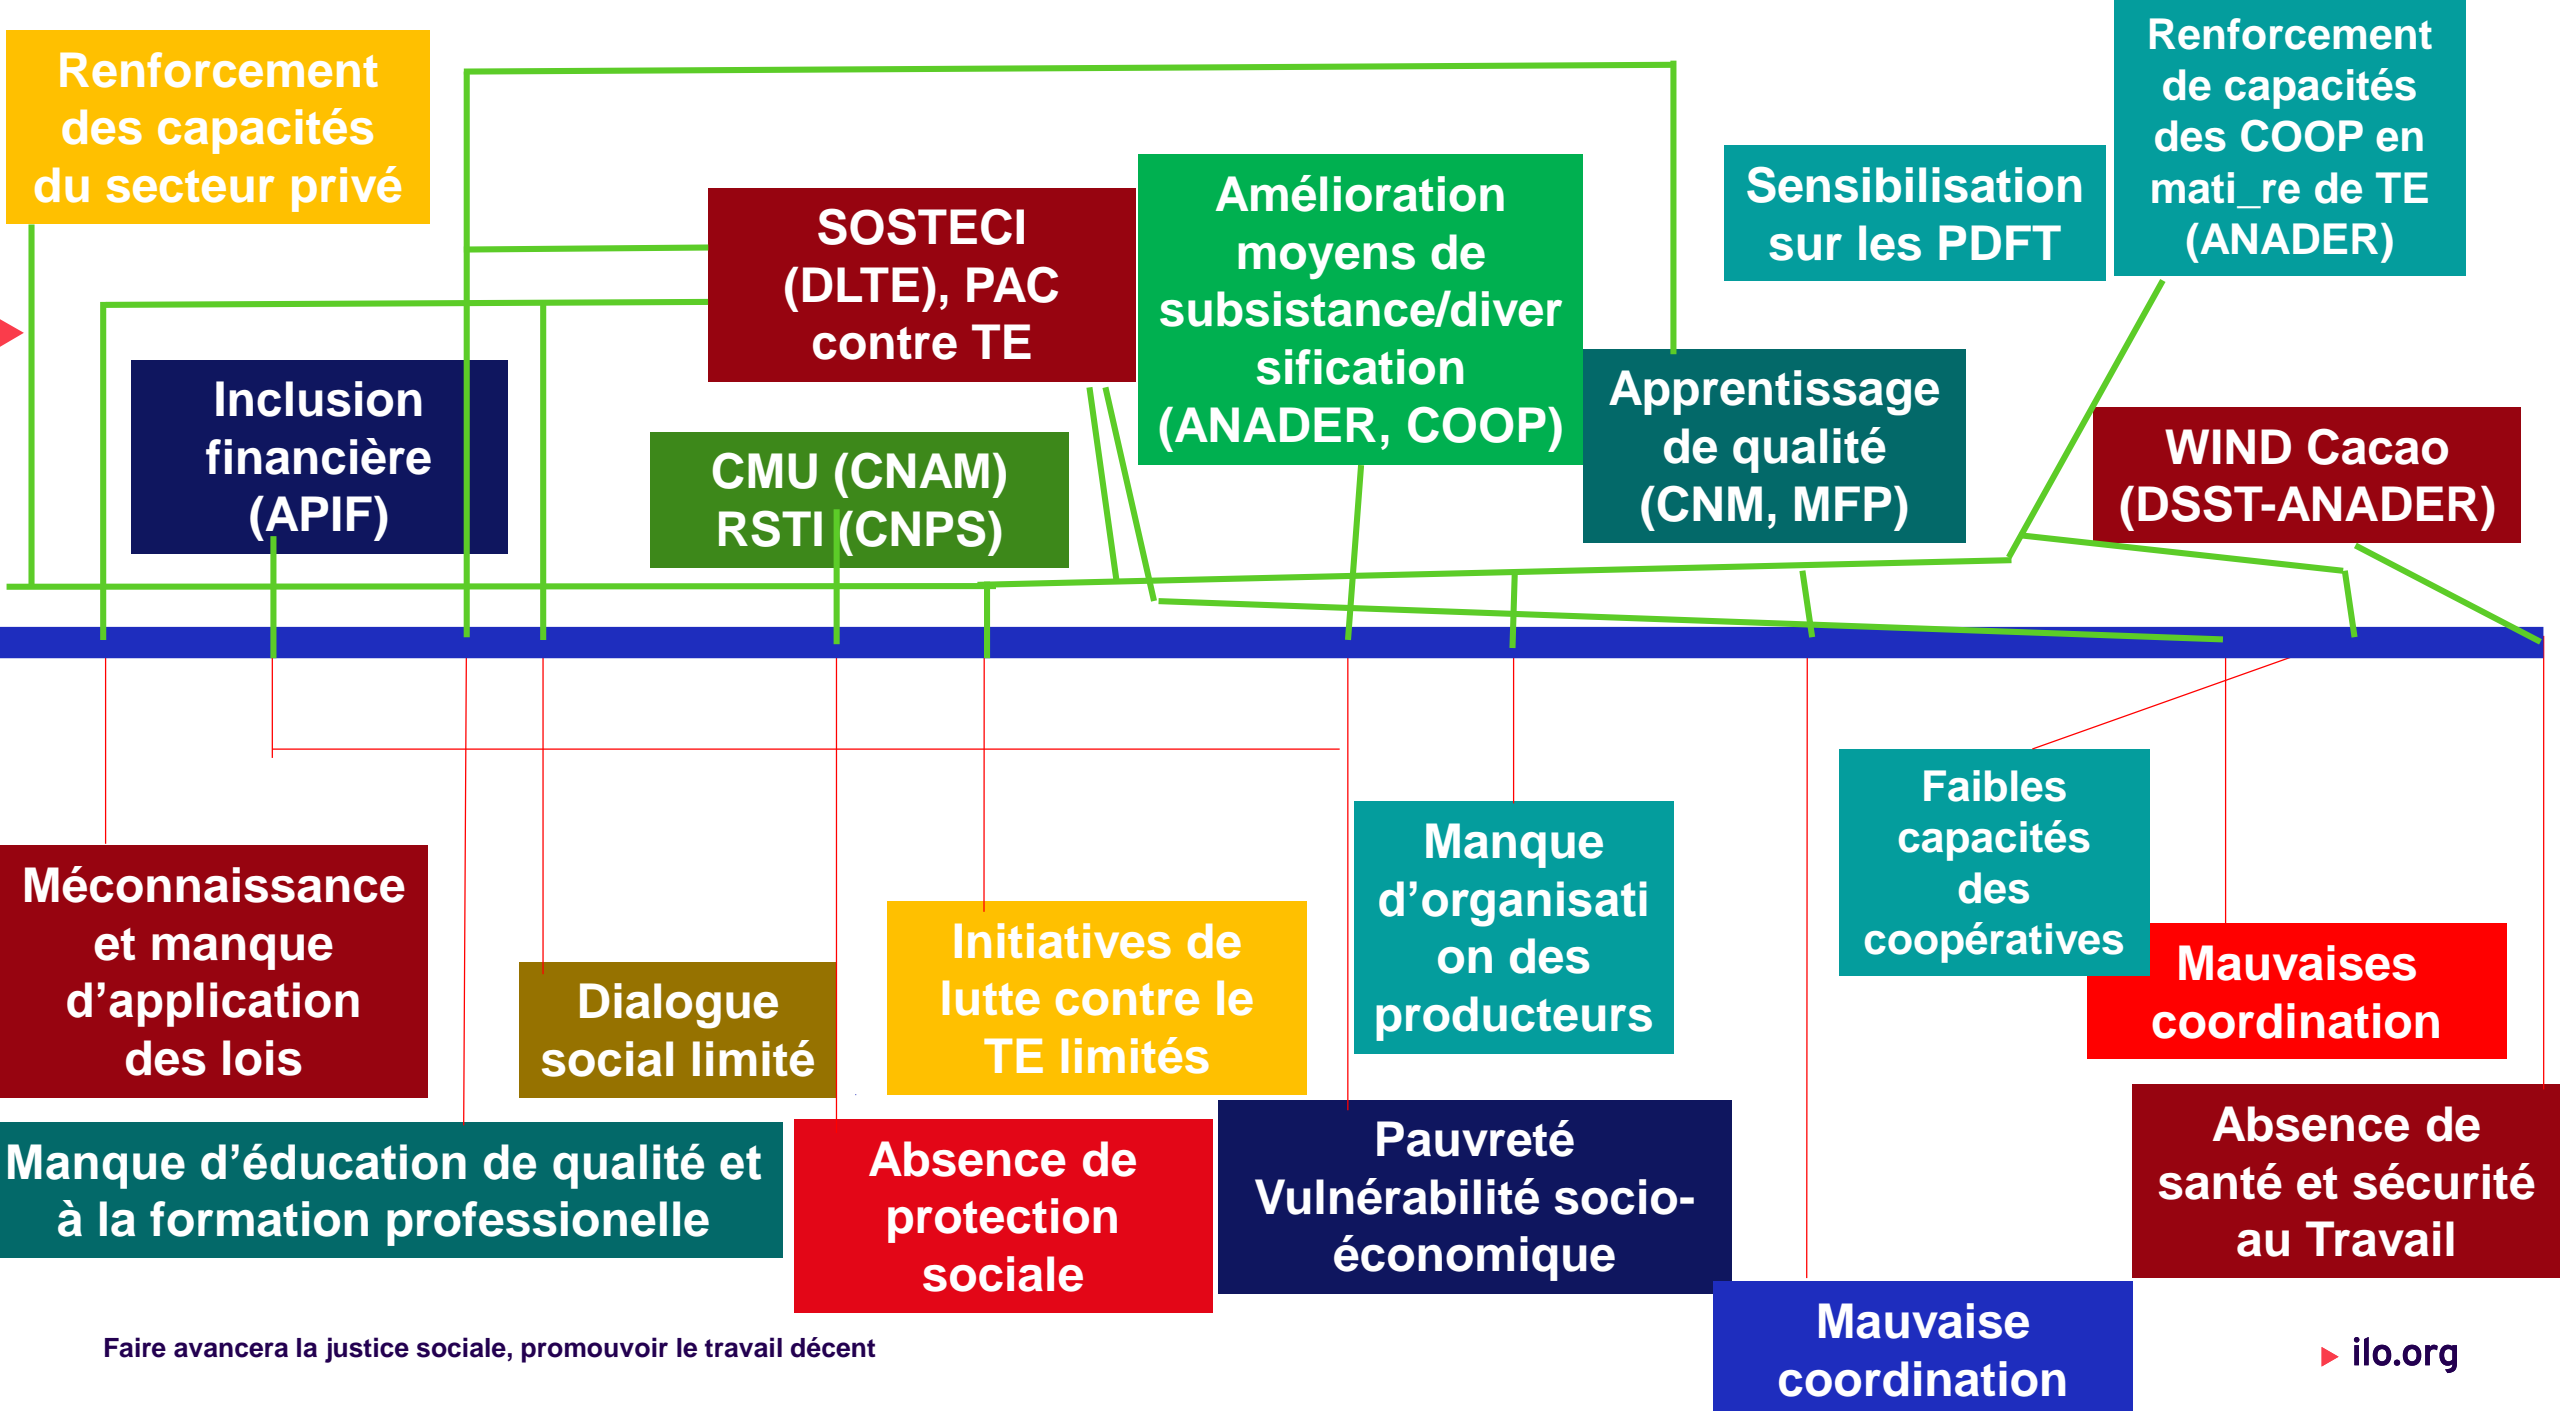 Renforcement
des capacités
du secteur privé
Renforcement
de capacités
des COOP en
mati_re de TE
(ANADER)
SOSTECI
(DLTE), PAC
contre TE
Amélioration
moyens de
subsistance/diver
sification
(ANADER, COOP)
Sensibilisation
sur les PDFT
Inclusion
financière
(APIF)
CMU (CNAM)
RSTI (CNPS)
Apprentissage
de qualité
(CNM, MFP)
WIND Cacao
(DSST-ANADER)
Méconnaissance
et manque
d’application
des lois
Dialogue
social limité
Initiatives de
lutte contre le
TE limités
Manque
d’organisati
on des
producteurs
Faibles
capacités
des
coopératives
Mauvaises
coordination
Manque d’éducation de qualité et
à la formation professionelle
Absence de
protection
sociale
Pauvreté
Vulnérabilité socio-
économique
Absence de
santé et sécurité
au Travail
Mauvaise
coordination
Faire avancera la justice sociale, promouvoir le travail décent
ilo.org